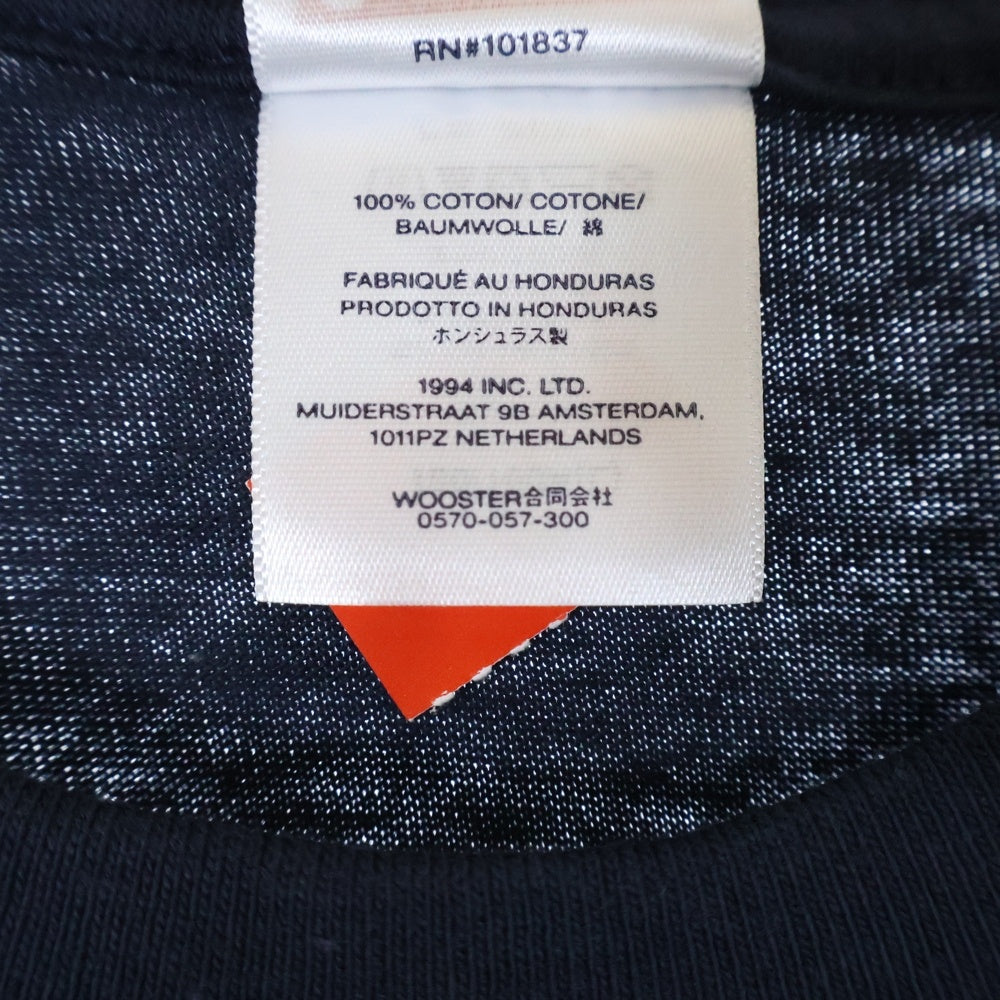 RN#101837
100% COTON/ COTONE/
BAUMWOLLE/ 綿
FABRIQUÉ AU HONDURAS
PRODOTTO IN HONDURAS
ホンジュラス製
1994 INC. LTD.
MUIDERSTRAAT 9B AMSTERDAM,
1011PZ NETHERLANDS
WOOSTER合同会社
0570-057-300